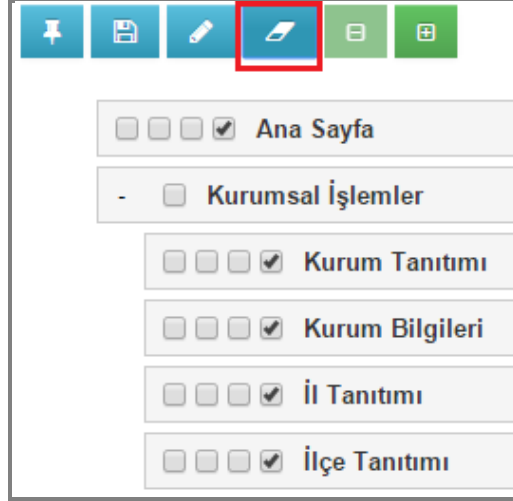 Ana Sayfa
- Kurumsal İşlemler
Kurum Tanıtımı
Kurum Bilgileri
İl Tanıtımı
İlçe Tanıtımı